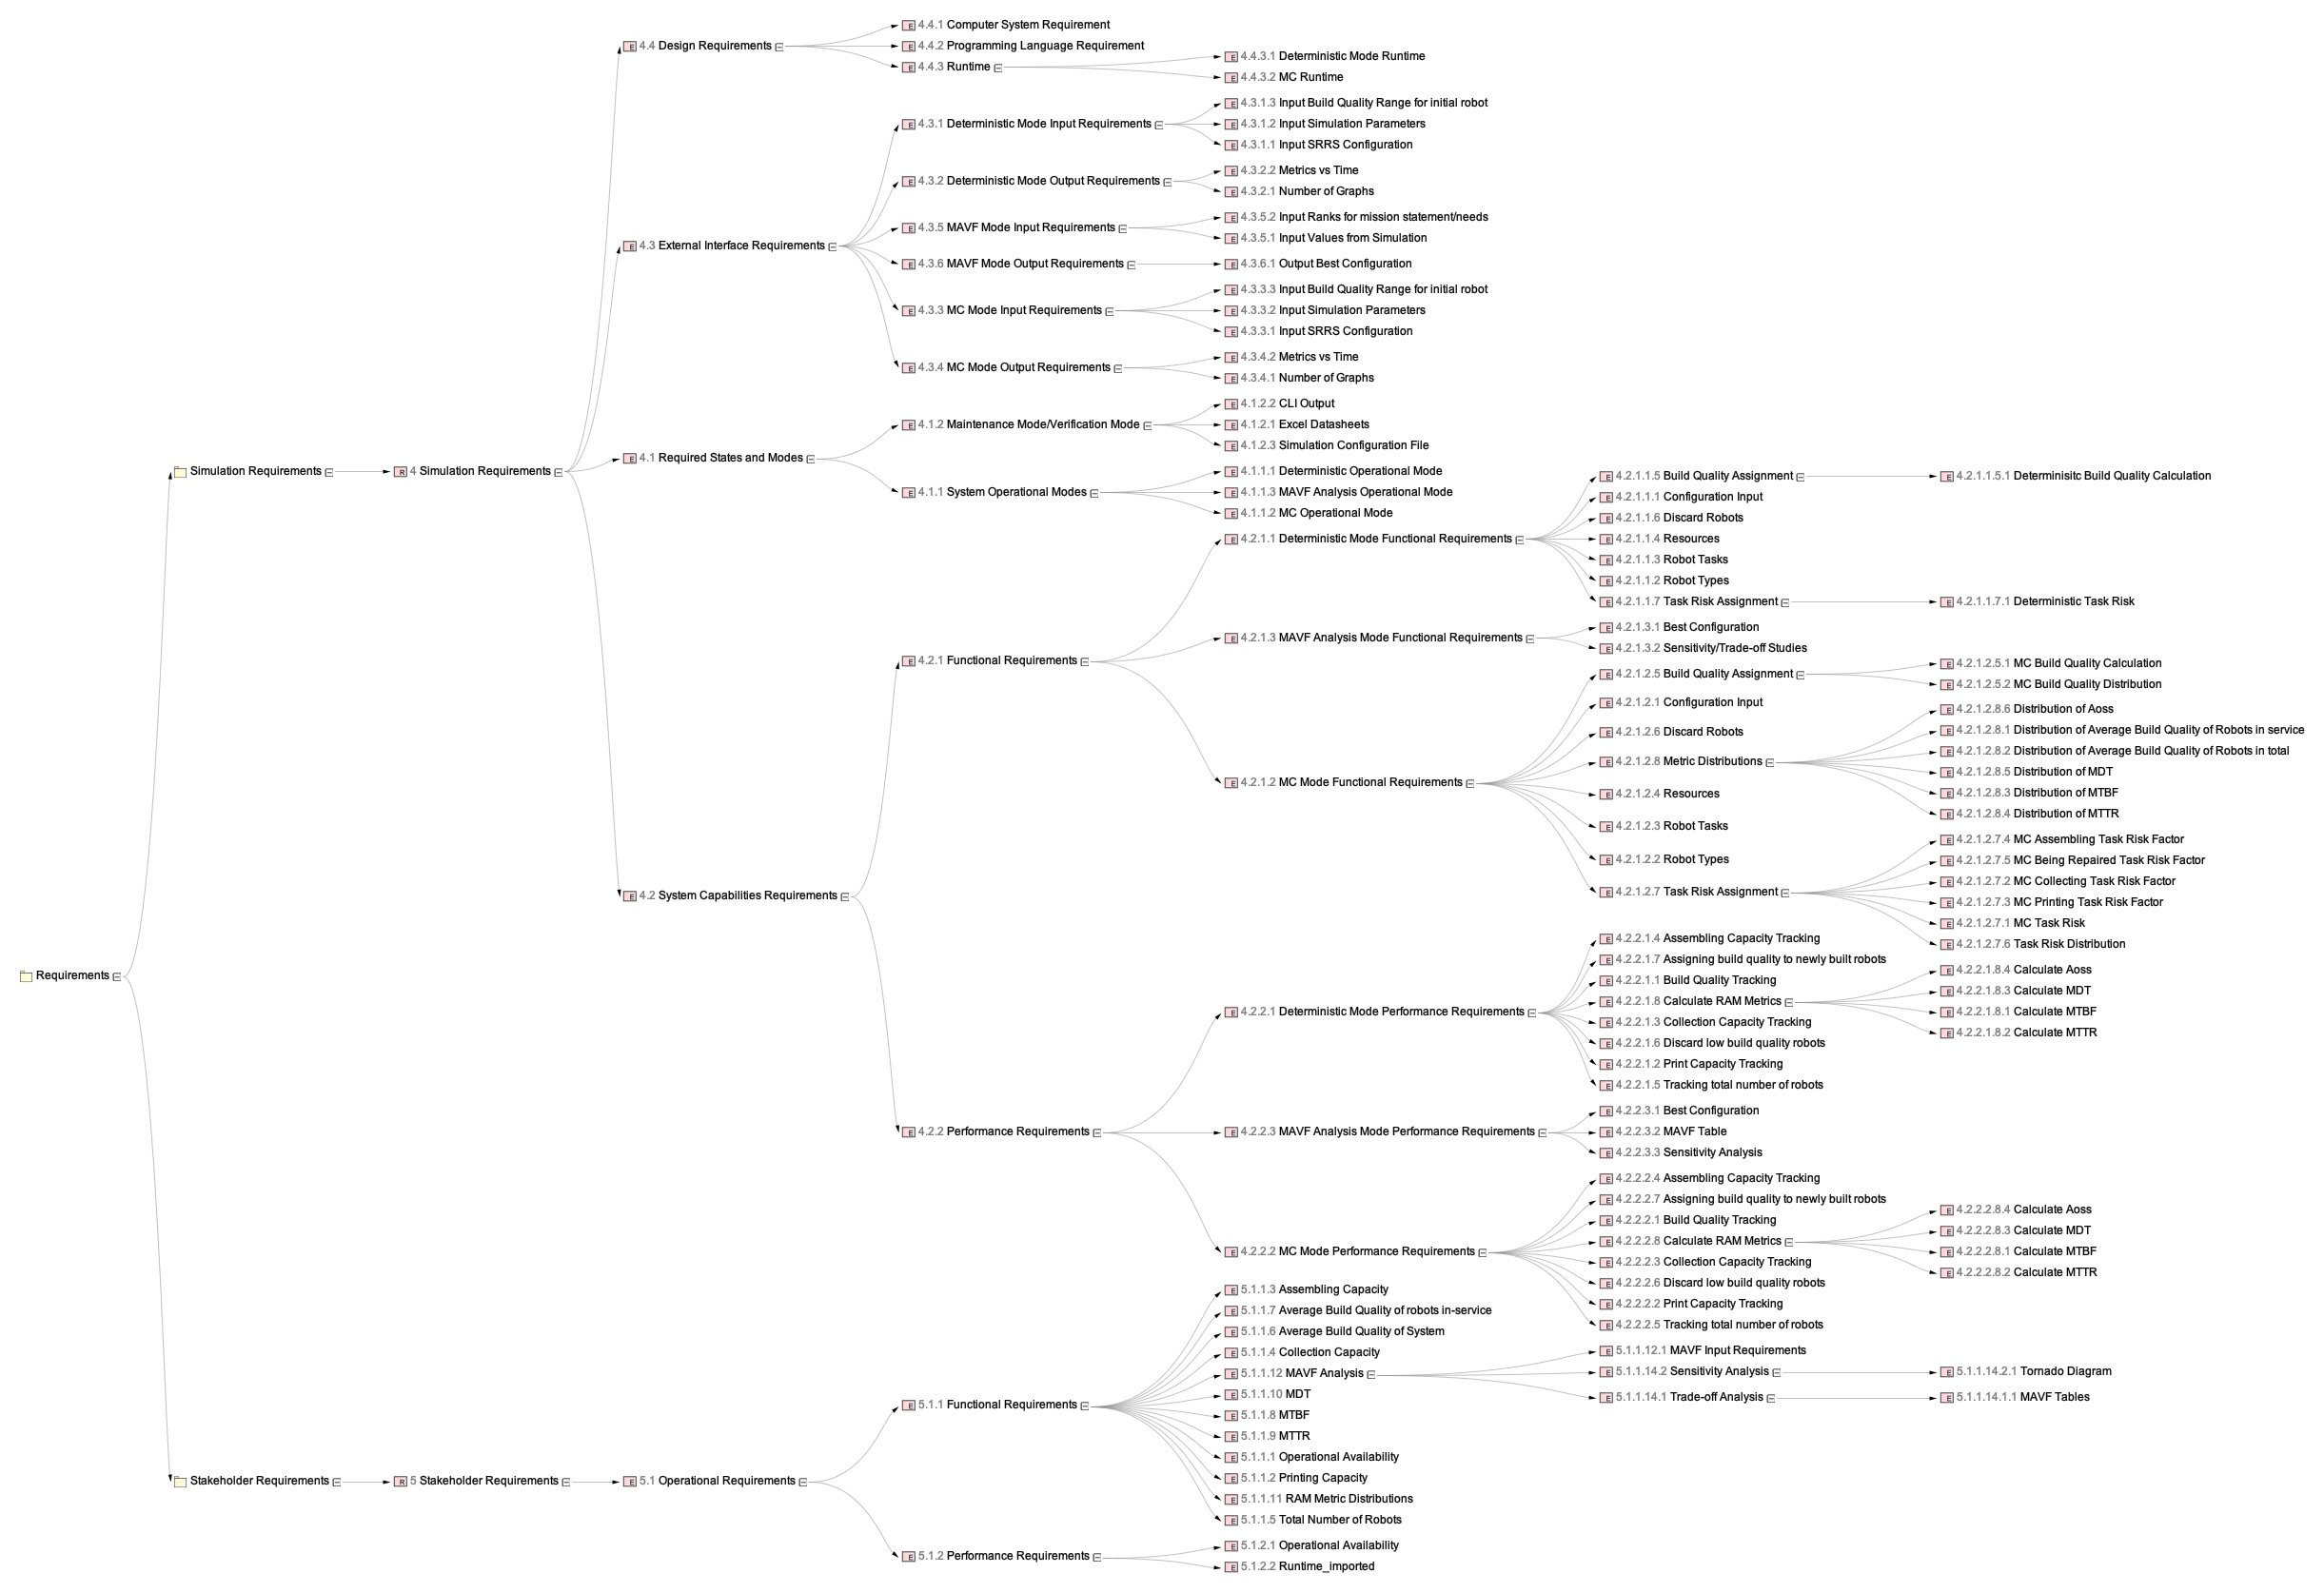 Requirements
Simulation Requirements
R 4 Simulation Requirements
E 4.4 Design Requirements
E 4.4.1 Computer System Requirement
E 4.4.2 Programming Language Requirement
E 4.4.3 Runtime
E 4.4.3.1 Deterministic Mode Runtime
E 4.4.3.2 MC Runtime
E 4.3 External Interface Requirements
E 4.3.1 Deterministic Mode Input Requirements
E 4.3.1.3 Input Build Quality Range for initial robot
E 4.3.1.2 Input Simulation Parameters
E 4.3.1.1 Input SRRS Configuration
E 4.3.2 Deterministic Mode Output Requirements
E 4.3.2.2 Metrics vs Time
E 4.3.2.1 Number of Graphs
E 4.3.5 MAVF Mode Input Requirements
E 4.3.5.2 Input Ranks for mission statement/needs
E 4.3.5.1 Input Values from Simulation
E 4.3.6 MAVF Mode Output Requirements
E 4.3.6.1 Output Best Configuration
E 4.3.3 MC Mode Input Requirements
E 4.3.3.3 Input Build Quality Range for initial robot
E 4.3.3.2 Input Simulation Parameters
E 4.3.3.1 Input SRRS Configuration
E 4.3.4 MC Mode Output Requirements
E 4.3.4.2 Metrics vs Time
E 4.3.4.1 Number of Graphs
E 4.1 Required States and Modes
E 4.1.2 Maintenance Mode/Verification Mode
E 4.1.2.2 CLI Output
E 4.1.2.1 Excel Datasheets
E 4.1.2.3 Simulation Configuration File
E 4.1.1 System Operational Modes
E 4.1.1.1 Deterministic Operational Mode
E 4.1.1.3 MAVF Analysis Operational Mode
E 4.1.1.2 MC Operational Mode
E 4.2 System Capabilities Requirements
E 4.2.1 Functional Requirements
E 4.2.1.1 Deterministic Mode Functional Requirements
E 4.2.1.1.5 Build Quality Assignment
E 4.2.1.1.5.1 Determinisitc Build Quality Calculation
E 4.2.1.1.1 Configuration Input
E 4.2.1.1.6 Discard Robots
E 4.2.1.1.4 Resources
E 4.2.1.1.3 Robot Tasks
E 4.2.1.1.2 Robot Types
E 4.2.1.1.7 Task Risk Assignment
E 4.2.1.1.7.1 Deterministic Task Risk
E 4.2.1.3 MAVF Analysis Mode Functional Requirements
E 4.2.1.3.1 Best Configuration
E 4.2.1.3.2 Sensitivity/Trade-off Studies
E 4.2.1.2 MC Mode Functional Requirements
E 4.2.1.2.5 Build Quality Assignment
E 4.2.1.2.5.1 MC Build Quality Calculation
E 4.2.1.2.5.2 MC Build Quality Distribution
E 4.2.1.2.1 Configuration Input
E 4.2.1.2.6 Discard Robots
E 4.2.1.2.8 Metric Distributions
E 4.2.1.2.8.6 Distribution of Aoss
E 4.2.1.2.8.1 Distribution of Average Build Quality of Robots in service
E 4.2.1.2.8.2 Distribution of Average Build Quality of Robots in total
E 4.2.1.2.8.5 Distribution of MDT
E 4.2.1.2.8.3 Distribution of MTBF
E 4.2.1.2.8.4 Distribution of MTTR
E 4.2.1.2.4 Resources
E 4.2.1.2.3 Robot Tasks
E 4.2.1.2.2 Robot Types
E 4.2.1.2.7 Task Risk Assignment
E 4.2.1.2.7.4 MC Assembling Task Risk Factor
E 4.2.1.2.7.5 MC Being Repaired Task Risk Factor
E 4.2.1.2.7.2 MC Collecting Task Risk Factor
E 4.2.1.2.7.3 MC Printing Task Risk Factor
E 4.2.1.2.7.1 MC Task Risk
E 4.2.1.2.7.6 Task Risk Distribution
E 4.2.2 Performance Requirements
E 4.2.2.1 Deterministic Mode Performance Requirements
E 4.2.2.1.4 Assembling Capacity Tracking
E 4.2.2.1.7 Assigning build quality to newly built robots
E 4.2.2.1.1 Build Quality Tracking
E 4.2.2.1.8 Calculate RAM Metrics
E 4.2.2.1.8.4 Calculate Aoss
E 4.2.2.1.8.3 Calculate MDT
E 4.2.2.1.8.1 Calculate MTBF
E 4.2.2.1.8.2 Calculate MTTR
E 4.2.2.1.3 Collection Capacity Tracking
E 4.2.2.1.6 Discard low build quality robots
E 4.2.2.1.2 Print Capacity Tracking
E 4.2.2.1.5 Tracking total number of robots
E 4.2.2.3 MAVF Analysis Mode Performance Requirements
E 4.2.2.3.1 Best Configuration
E 4.2.2.3.2 MAVF Table
E 4.2.2.3.3 Sensitivity Analysis
E 4.2.2.2 MC Mode Performance Requirements
E 4.2.2.2.4 Assembling Capacity Tracking
E 4.2.2.2.7 Assigning build quality to newly built robots
E 4.2.2.2.1 Build Quality Tracking
E 4.2.2.2.8 Calculate RAM Metrics
E 4.2.2.2.8.4 Calculate Aoss
E 4.2.2.2.8.3 Calculate MDT
E 4.2.2.2.8.1 Calculate MTBF
E 4.2.2.2.8.2 Calculate MTTR
E 4.2.2.2.3 Collection Capacity Tracking
E 4.2.2.2.6 Discard low build quality robots
E 4.2.2.2.2 Print Capacity Tracking
E 4.2.2.2.5 Tracking total number of robots
Stakeholder Requirements
R 5 Stakeholder Requirements
E 5.1 Operational Requirements
E 5.1.1 Functional Requirements
E 5.1.1.3 Assembling Capacity
E 5.1.1.7 Average Build Quality of robots in-service
E 5.1.1.6 Average Build Quality of System
E 5.1.1.4 Collection Capacity
E 5.1.1.12 MAVF Analysis
E 5.1.1.12.1 MAVF Input Requirements
E 5.1.1.14.2 Sensitivity Analysis
E 5.1.1.14.2.1 Tornado Diagram
E 5.1.1.14.1 Trade-off Analysis
E 5.1.1.14.1.1 MAVF Tables
E 5.1.1.10 MDT
E 5.1.1.8 MTBF
E 5.1.1.9 MTTR
E 5.1.1.1 Operational Availability
E 5.1.1.2 Printing Capacity
E 5.1.1.11 RAM Metric Distributions
E 5.1.1.5 Total Number of Robots
E 5.1.2 Performance Requirements
E 5.1.2.1 Operational Availability
E 5.1.2.2 Runtime_imported